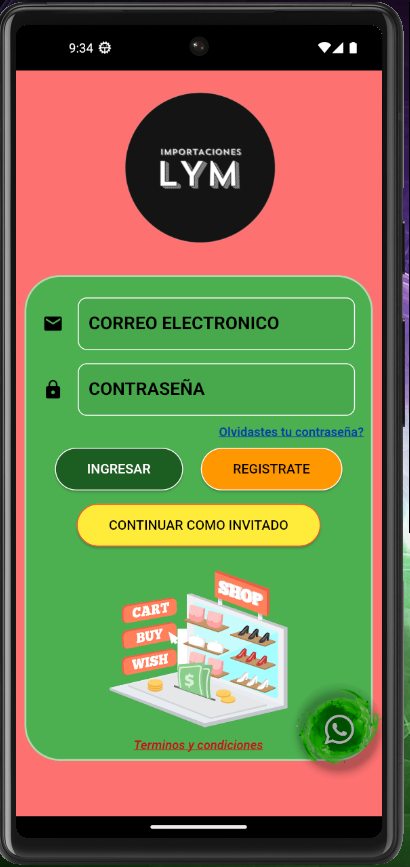 9:34
IMPORTACIONES
LYM
CORREO ELECTRONICO
CONTRASEÑA
Olvidastes tu contraseña?
INGRESAR
REGISTRATE
CONTINUAR COMO INVITADO
SHOP
CART
BUY
WISH
$
Terminos y condiciones